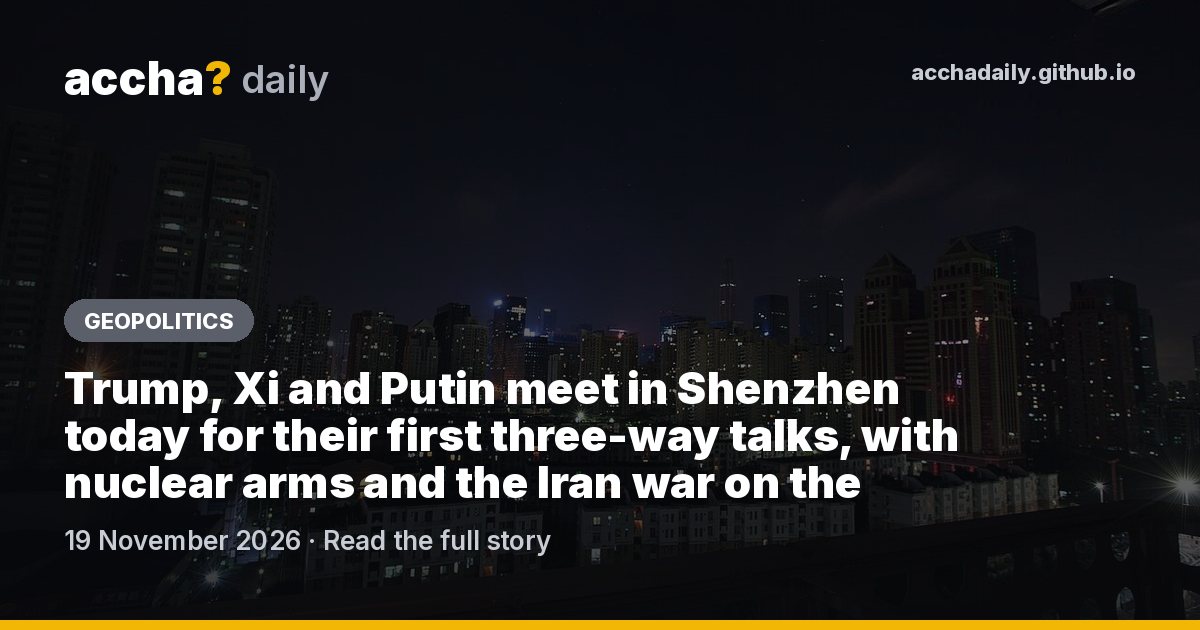 accha? daily
acchadaily.github.io
GEOPOLITICS
Trump, Xi and Putin meet in Shenzhen
today for their first three-way talks, with
nuclear arms and the Iran war on the
19 November 2026 · Read the full story